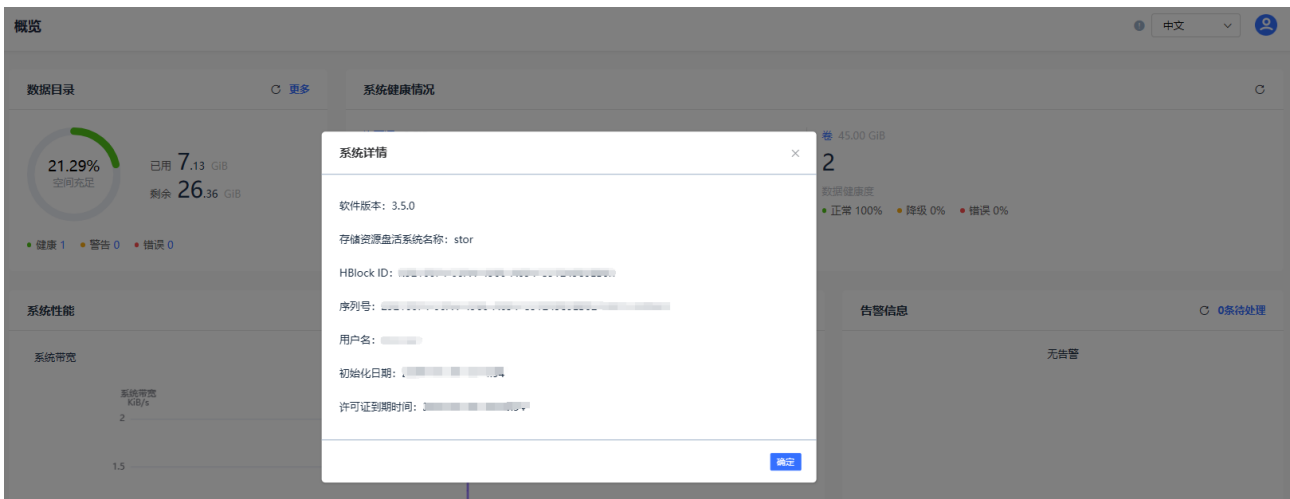 概览
中文
数据目录
更多
系统健康情况
21.29%
空间充足
已用 7.13 GiB
剩余 26.36 GiB
健康 1 警告 0 错误 0
卷 45.00 GiB
2
数据健康度
正常 100% 降级 0% 错误 0%
系统详情
软件版本：3.5.0
存储资源盘活系统名称：stor
HBlock ID：
序列号：
用户名：
初始化日期：
许可证到期时间：
确定
系统性能
系统带宽
系统带宽
KiB/s
2
1.5
告警信息
0条待处理
无告警